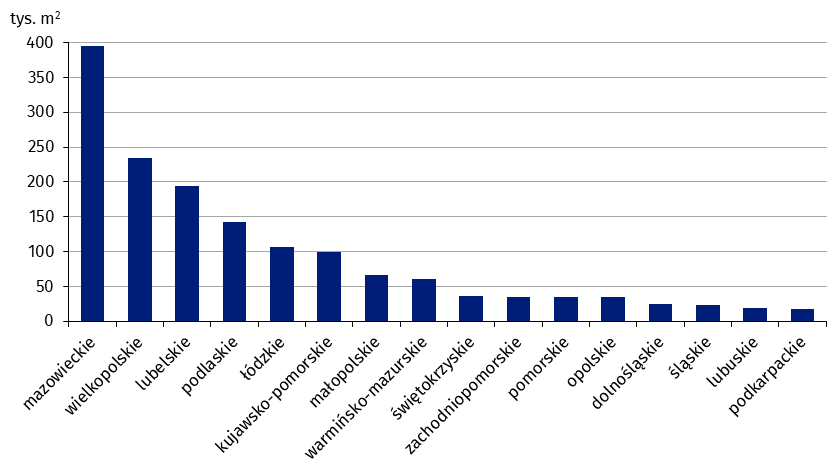 tys. m²
400
350
300
250
200
150
100
50
0
mazowieckie
wielkopolskie
lubelskie
podlaskie
łódzkie
kujawsko-pomorskie
małopolskie
warmińsko-mazurskie
świętokrzyskie
zachodniopomorskie
pomorskie
opolskie
dolnośląskie
śląskie
lubuskie
podkarpackie